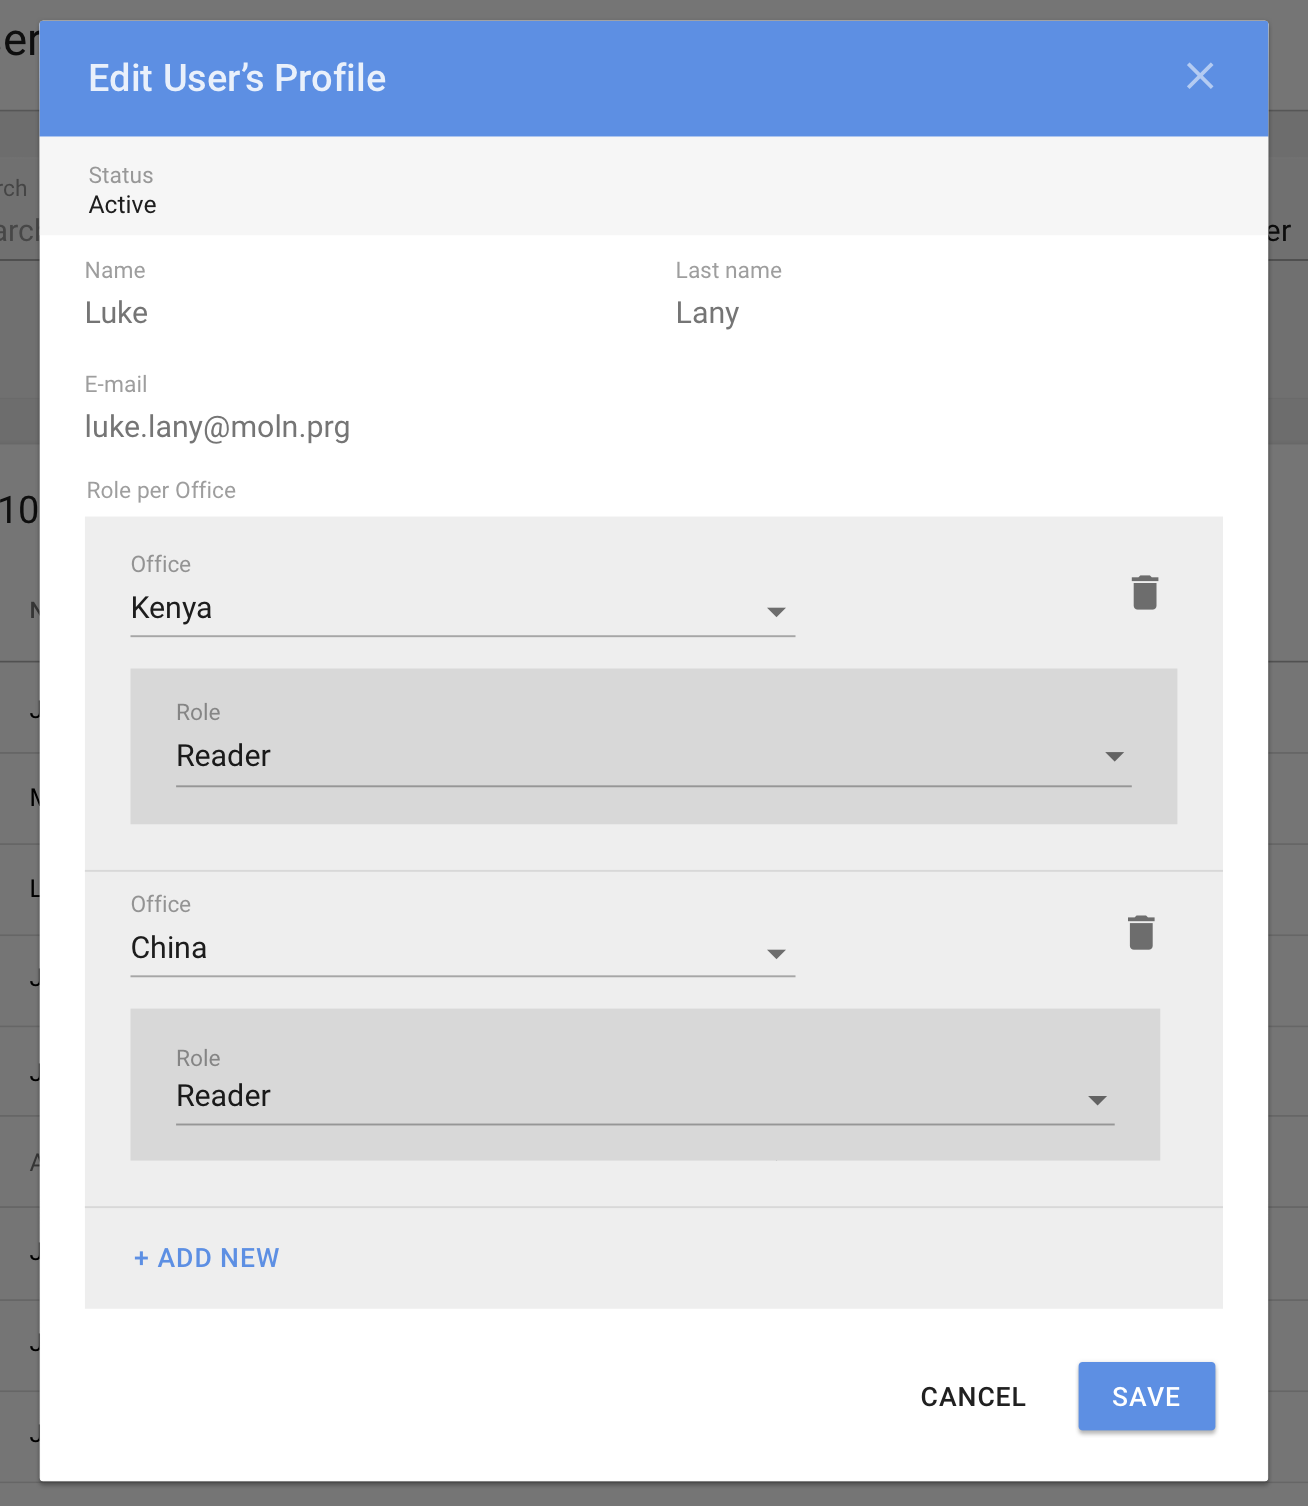 Edit User’s Profile
Status
Active
Name
Last name
Luke
Lany
E-mail
luke.lany@moln.prg
Role per Office
Office
Kenya
Role
Reader
Office
China
Role
Reader
+ ADD NEW
CANCEL
SAVE
10